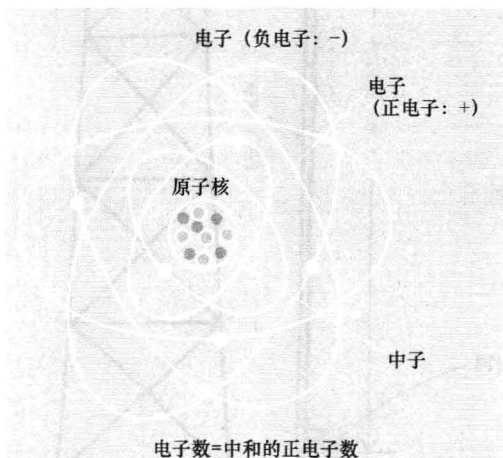 电子（负电子：－）
电子
（正电子：＋）
原子核
中子
电子数=中和的正电子数